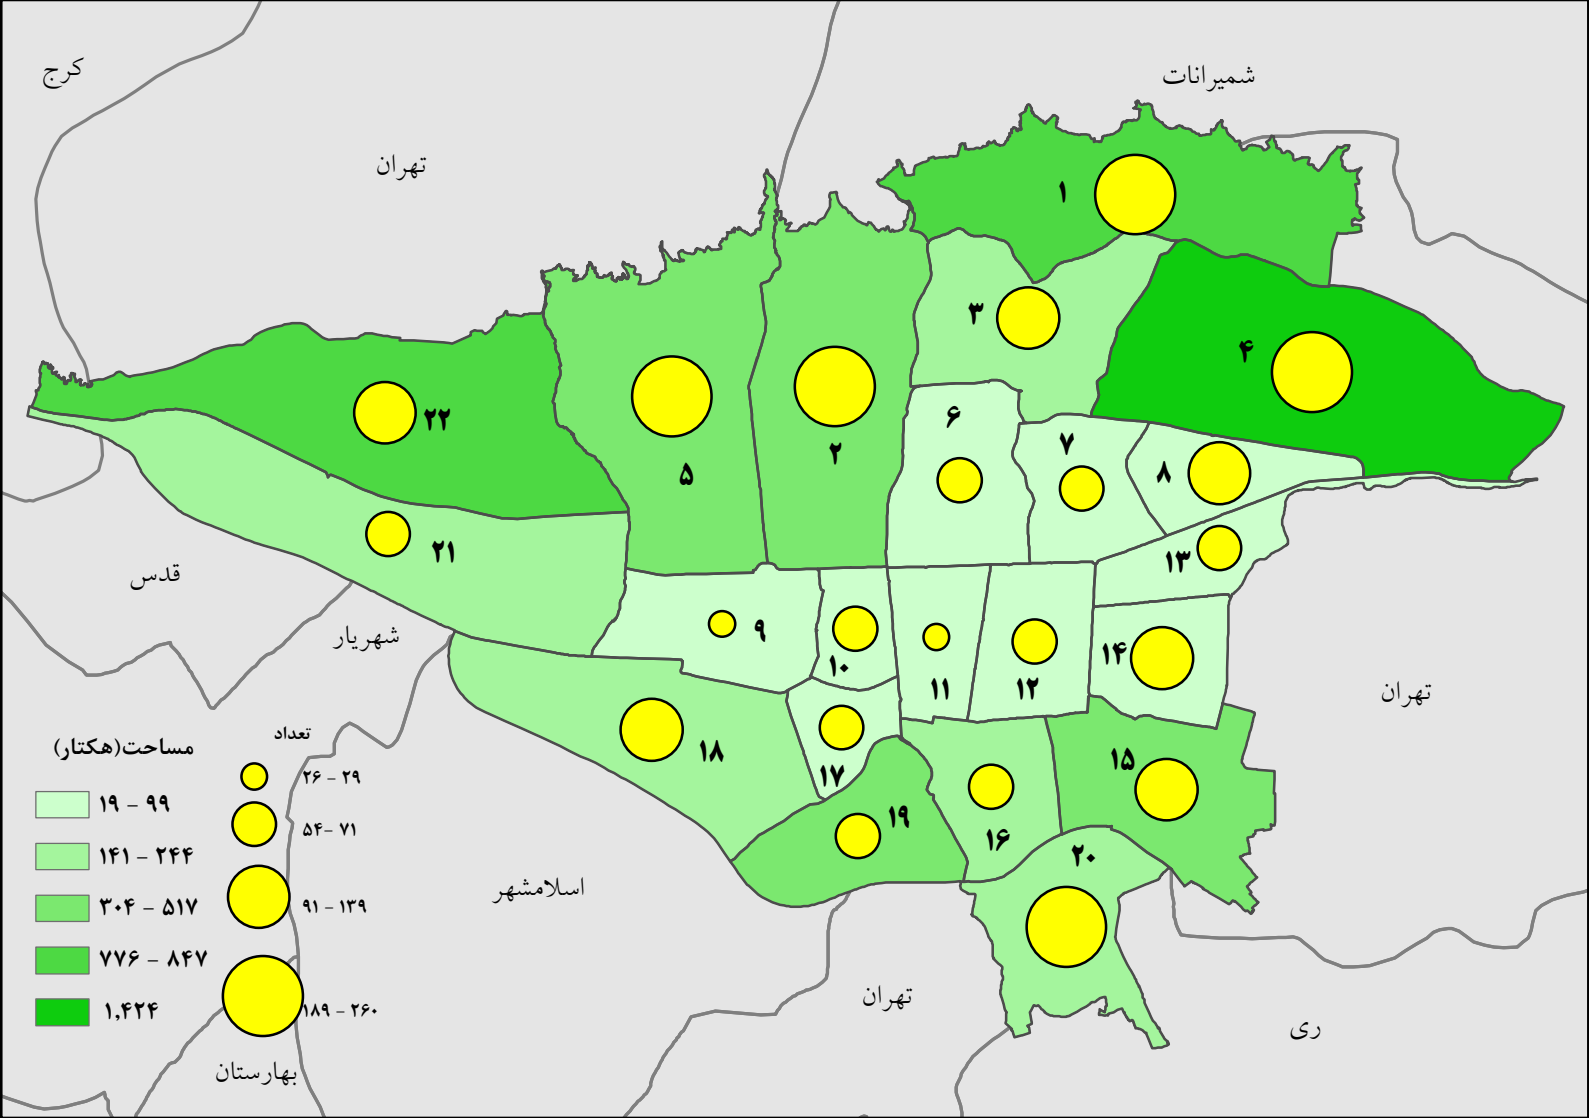 کرج
شمیرانات
تهران
۱
۳
۴
۲۲
۵
۲
۶
۷
۸
۲۱
۱۳
قدس
شهریار
۹
۱۰
۱۱
۱۲
۱۴
تهران
۱۸
۱۷
۱۵
۱۹
۱۶
۲۰
اسلامشهر
تهران
ری
بهارستان
مساحت(هکتار)
۱۹ - ۹۹
۱۴۱ - ۲۴۴
۳۰۴ - ۵۱۷
۷۷۶ - ۸۴۷
۱,۴۲۴
تعداد
۲۶ - ۲۹
۵۴- ۷۱
۹۱ - ۱۳۹
۱۸۹ - ۲۶۰